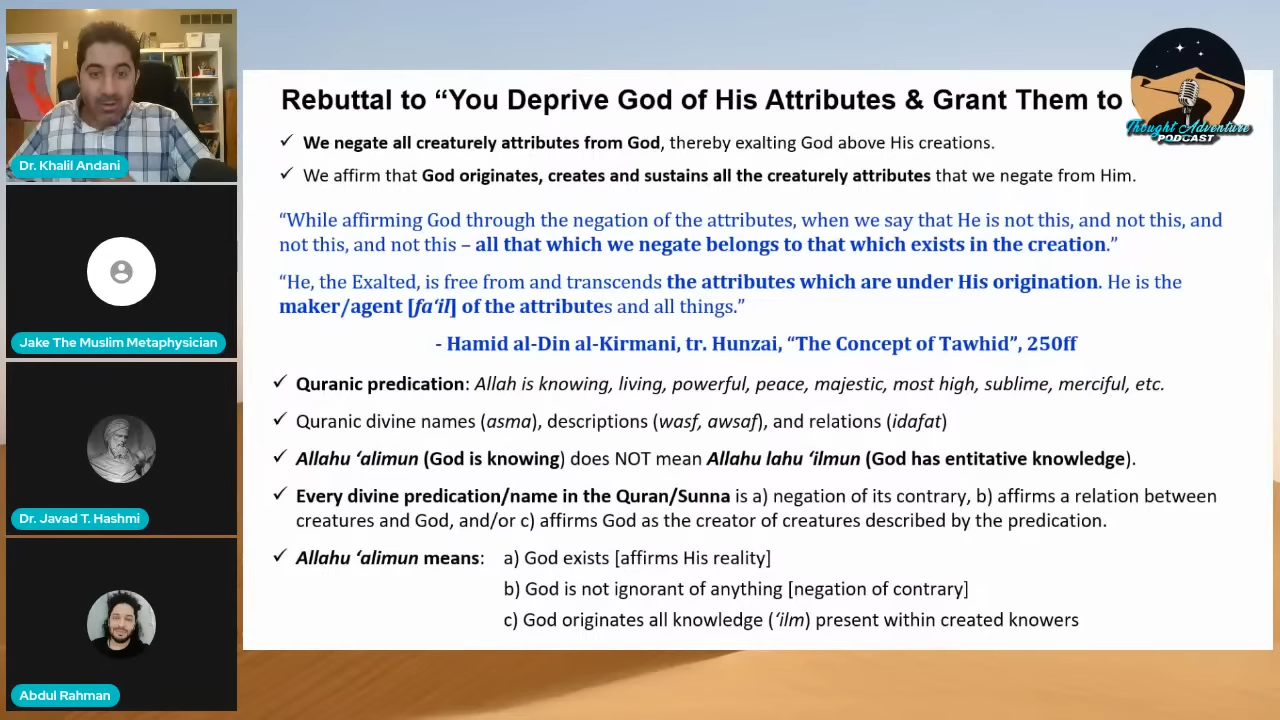 Rebuttal to “You Deprive God of His Attributes & Grant Them to
✓ We negate all creaturely attributes from God, thereby exalting God above His creations.
✓ We affirm that God originates, creates and sustains all the creaturely attributes that we negate from Him.
“While affirming God through the negation of the attributes, when we say that He is not this, and not this, and
not this, and not this – all that which we negate belongs to that which exists in the creation.”
“He, the Exalted, is free from and transcends the attributes which are under His origination. He is the
maker/agent [fa‘il] of the attributes and all things.”
- Hamid al-Din al-Kirmani, tr. Hunzai, “The Concept of Tawhid”, 250ff
✓ Quranic predication: Allah is knowing, living, powerful, peace, majestic, most high, sublime, merciful, etc.
✓ Quranic divine names (asma), descriptions (wasf, awsaf), and relations (idafat)
✓ Allahu ‘alimun (God is knowing) does NOT mean Allahu lahu ‘ilmun (God has entitative knowledge).
✓ Every divine predication/name in the Quran/Sunna is a) negation of its contrary, b) affirms a relation between
creatures and God, and/or c) affirms God as the creator of creatures described by the predication.
✓ Allahu ‘alimun means: a) God exists [affirms His reality]
b) God is not ignorant of anything [negation of contrary]
c) God originates all knowledge (‘ilm) present within created knowers
Thought Adventure
PODCAST
Dr. Khalil Andani
Jake The Muslim Metaphysician
Dr. Javad T. Hashmi
Abdul Rahman